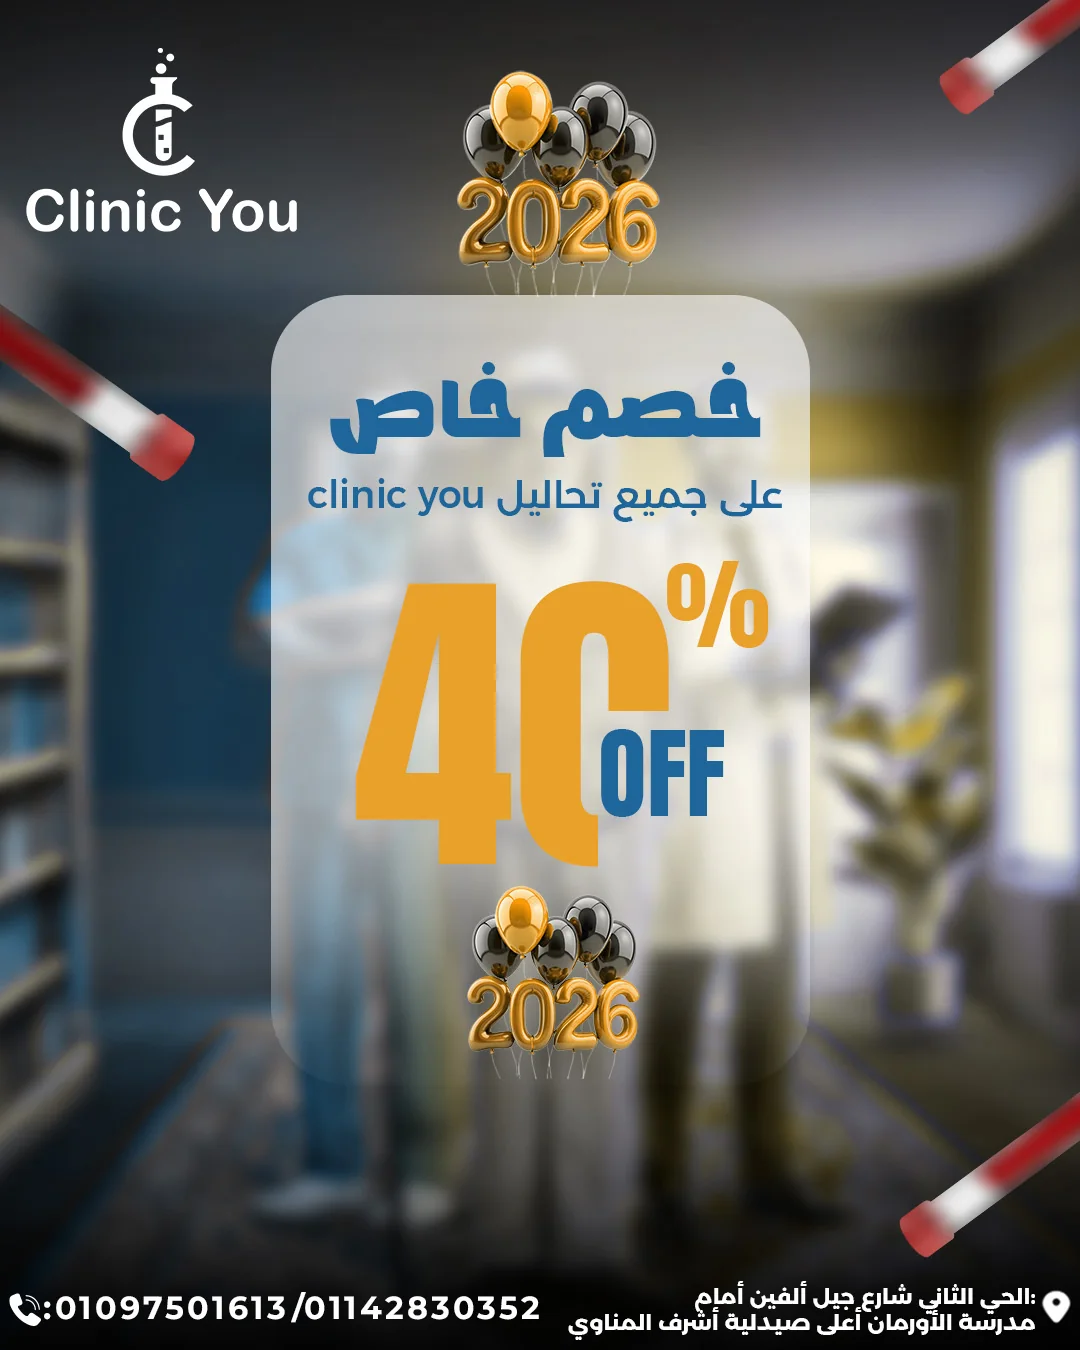 Clinic You
2026
خصم خاص
على جميع تحاليل clinic you
40%
OFF
2026
:01097501613/01142830352
الحي الثاني شارع جيل ألفين أمام:
مدرسة الأورمان أعلى صيدلية أشرف المناوي